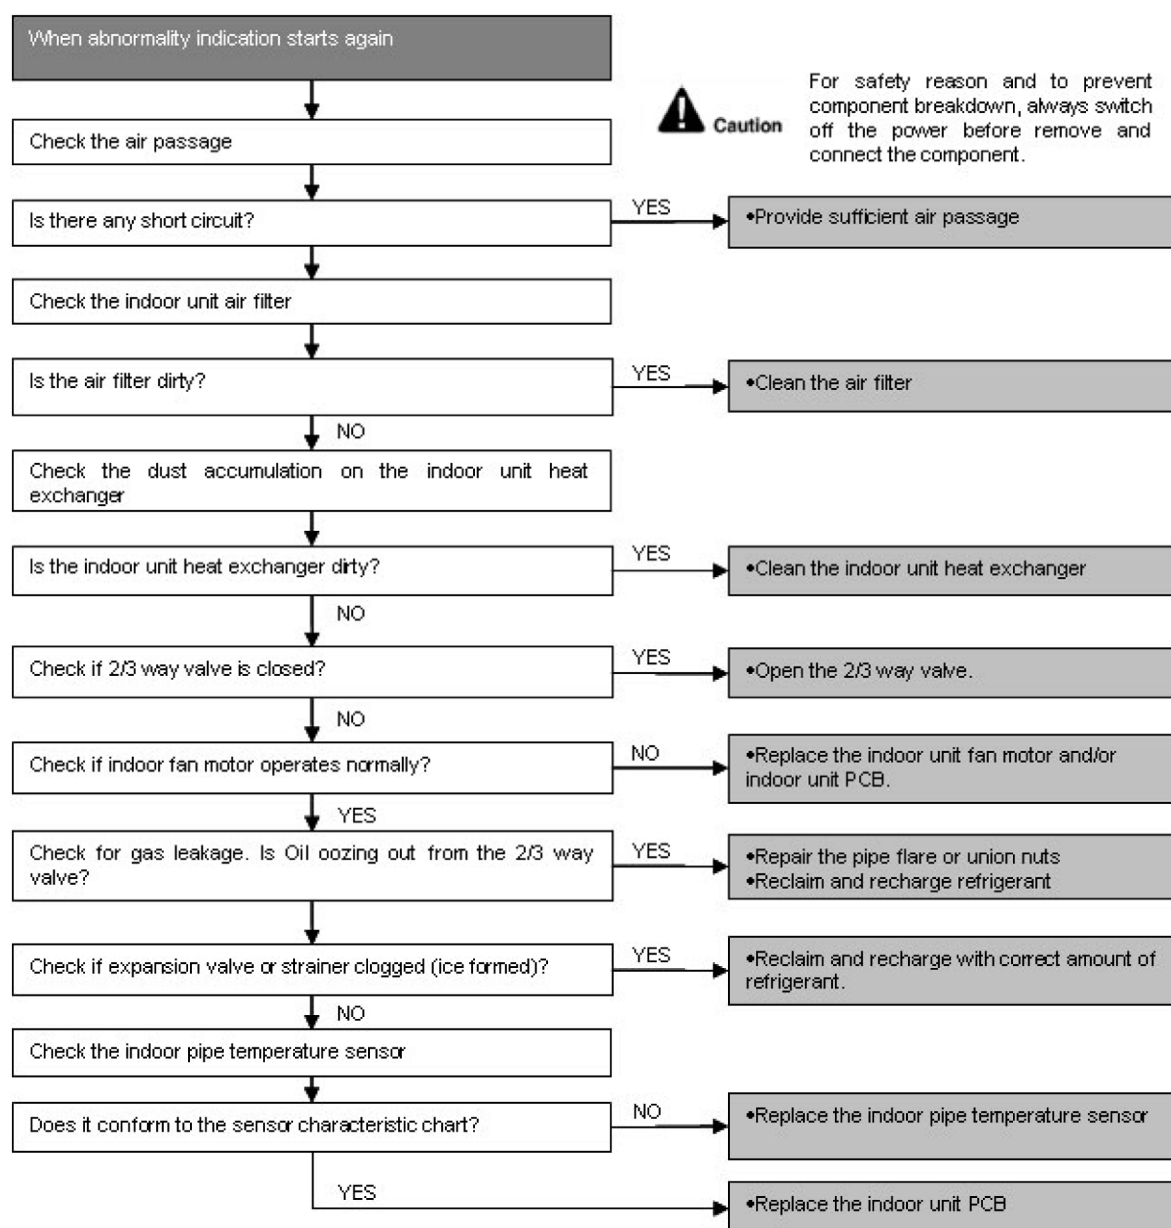 When abnormality indication starts again
For safety reason and to prevent
component breakdown, always switch
off the power before remove and
connect the component.
Caution
Check the air passage
Is there any short circuit?
YES
•Provide sufficient air passage
Check the indoor unit air filter
Is the air filter dirty?
YES
•Clean the air filter
NO
Check the dust accumulation on the indoor unit heat
exchanger
Is the indoor unit heat exchanger dirty?
YES
•Clean the indoor unit heat exchanger
NO
Check if 2/3 way valve is closed?
YES
•Open the 2/3 way valve.
NO
Check if indoor fan motor operates normally?
NO
•Replace the indoor unit fan motor and/or
indoor unit PCB.
YES
Check for gas leakage. Is Oil oozing out from the 2/3 way
valve?
YES
•Repair the pipe flare or union nuts
•Reclaim and recharge refrigerant
Check if expansion valve or strainer clogged (ice formed)?
YES
•Reclaim and recharge with correct amount of
refrigerant.
NO
Check the indoor pipe temperature sensor
Does it conform to the sensor characteristic chart?
NO
•Replace the indoor pipe temperature sensor
YES
•Replace the indoor unit PCB